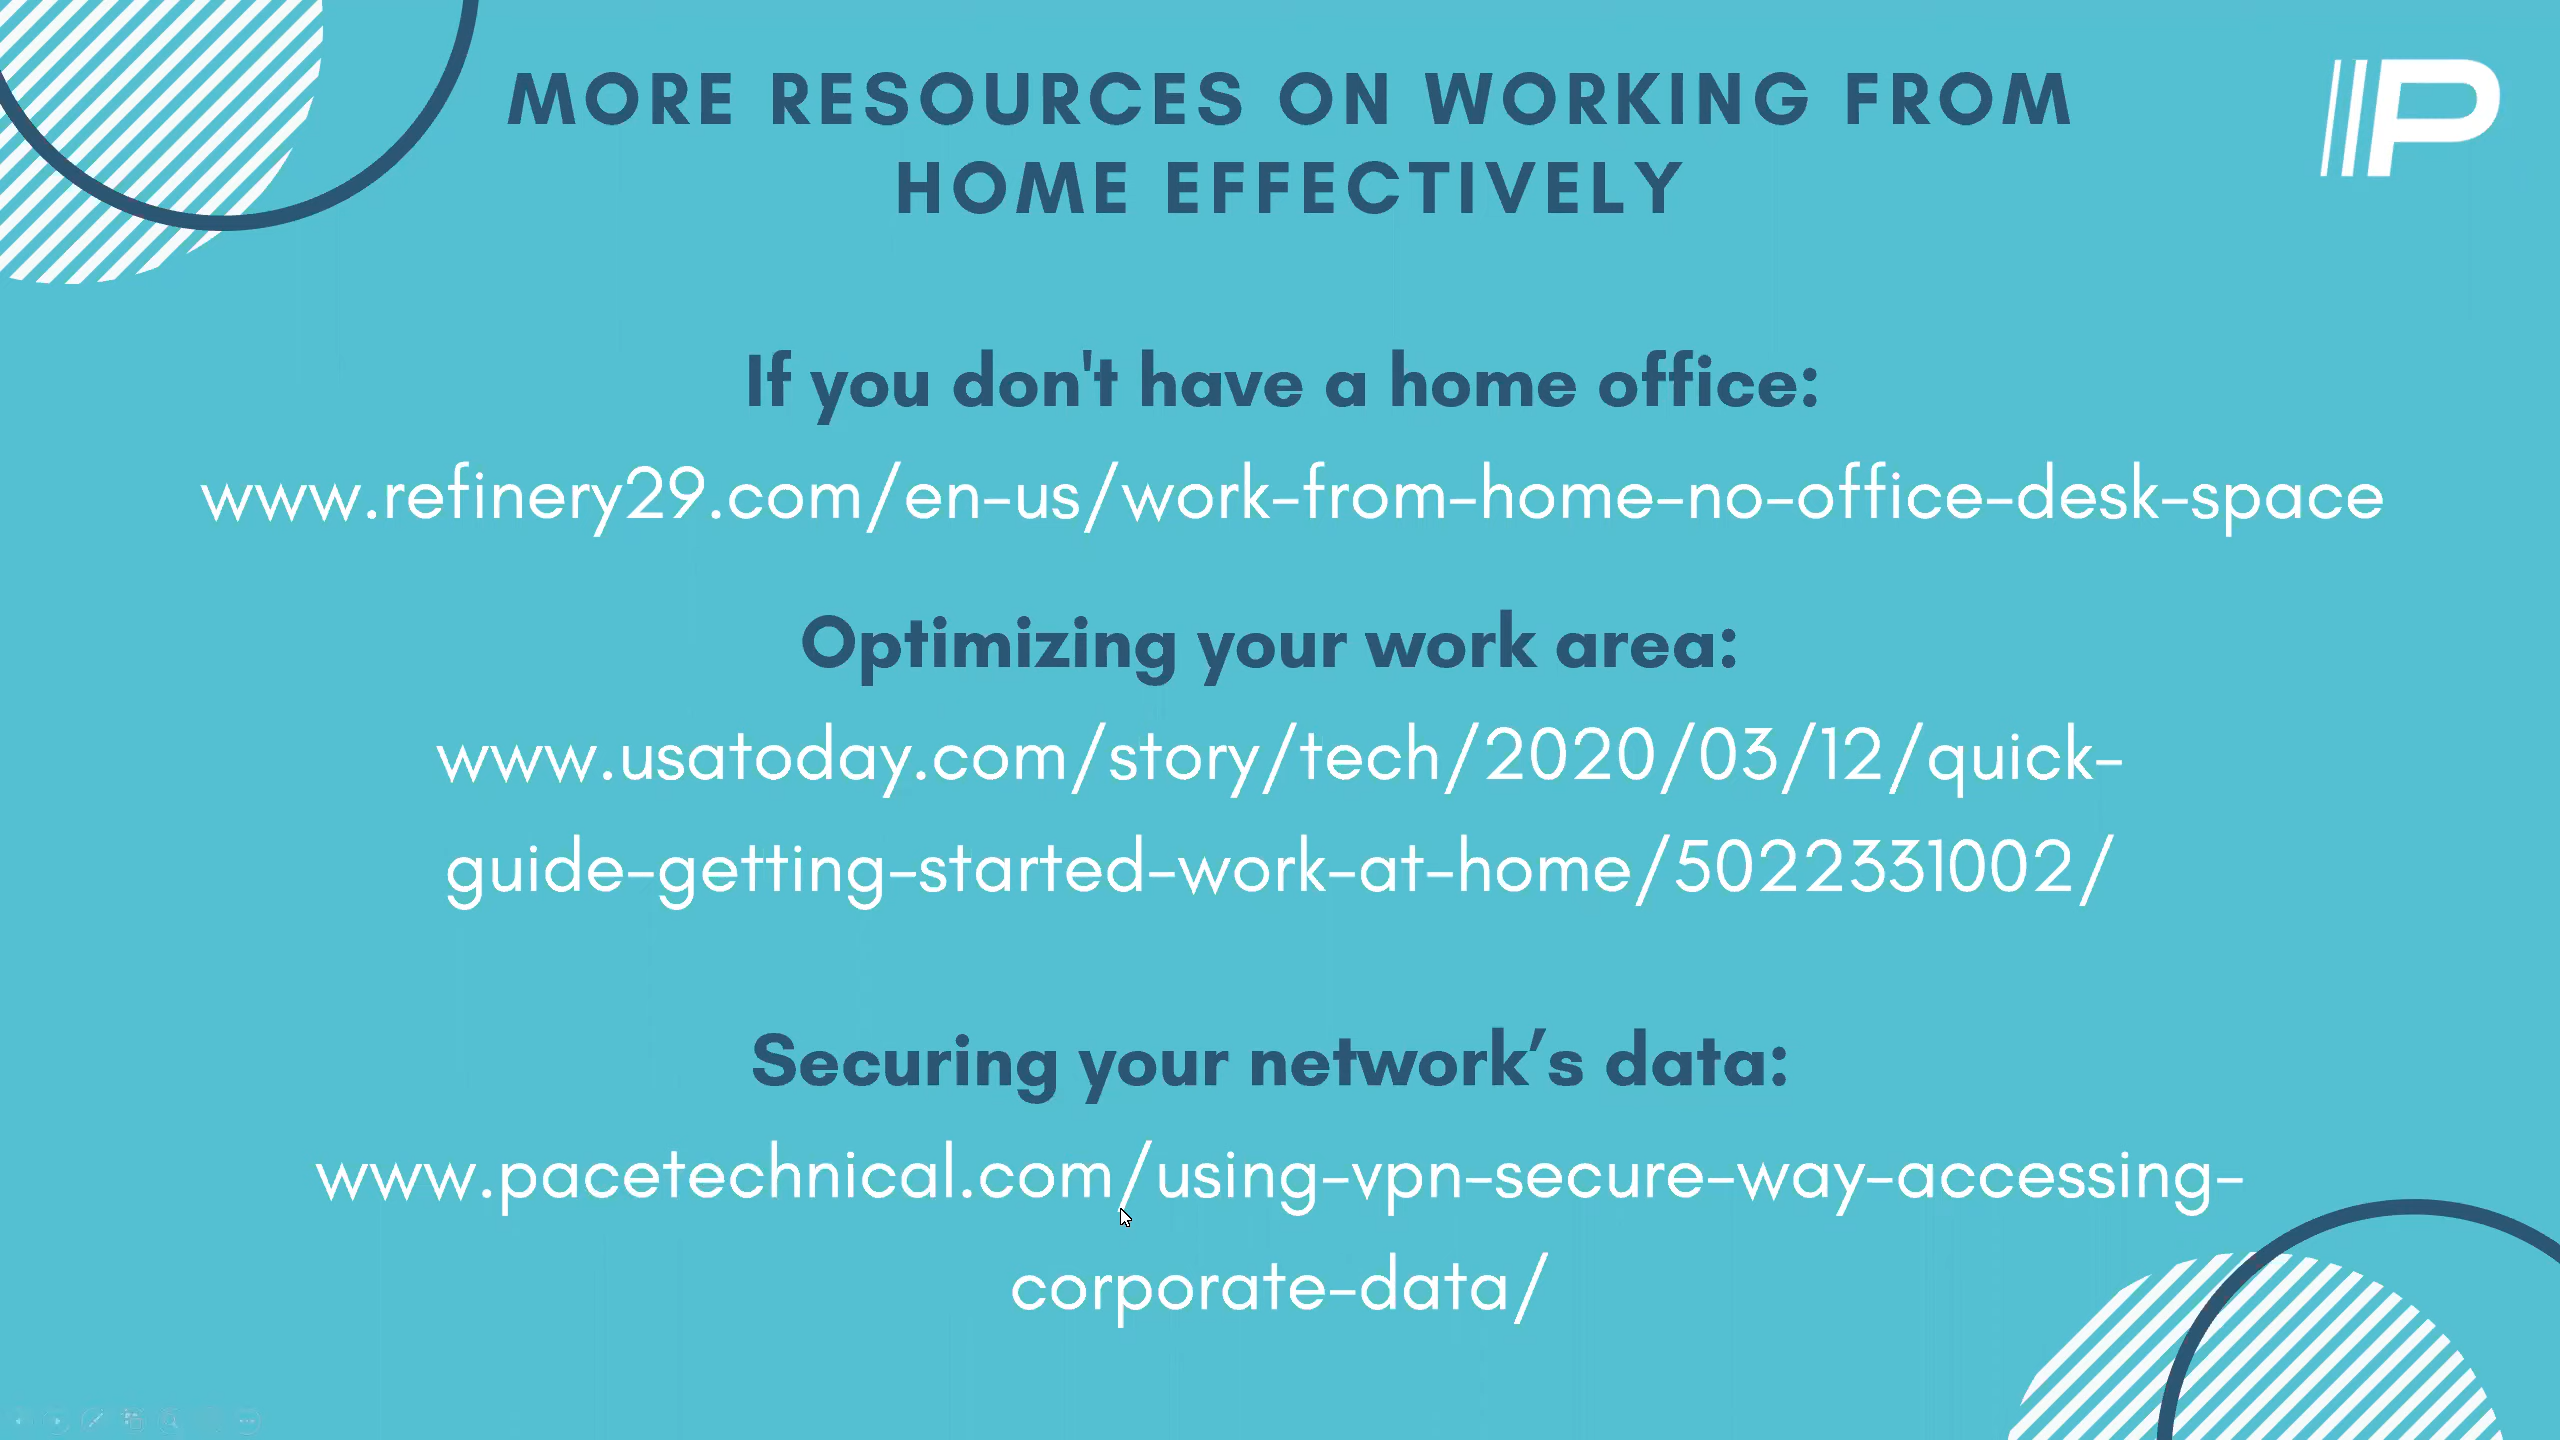 MORE RESOURCES ON WORKING FROM
HOME EFFECTIVELY
P
If you don't have a home office:
www.refinery29.com/en-us/work-from-home-no-office-desk-space
Optimizing your work area:
www.usatoday.com/story/tech/2020/03/12/quick-
guide-getting-started-work-at-home/5022331002/
Securing your network’s data:
www.pacetechnical.com/using-vpn-secure-way-accessing-
corporate-data/